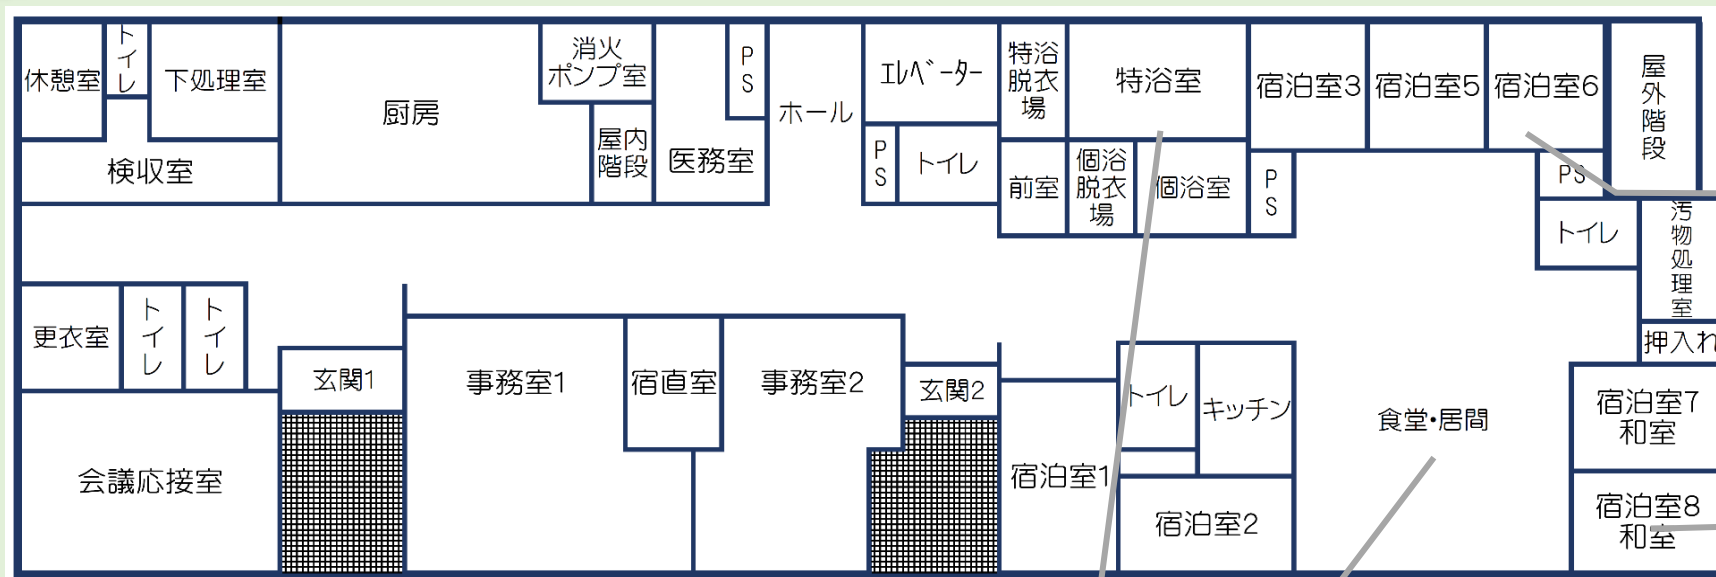 休憩室
トイレ
下処理室
検収室
厨房
消火
ポンプ室
屋内
階段
PS
医務室
ホール
エレベーター
PS
トイレ
特浴
脱衣
場
特浴室
前室
個浴
脱衣
場
個浴室
PS
宿泊室3
宿泊室5
宿泊室6
PS
トイレ
屋外階段
汚物処理室
押入れ
更衣室
トイレ
トイレ
会議応接室
玄関1
事務室1
宿直室
事務室2
玄関2
宿泊室1
トイレ
キッチン
宿泊室2
食堂・居間
宿泊室7
和室
宿泊室8
和室